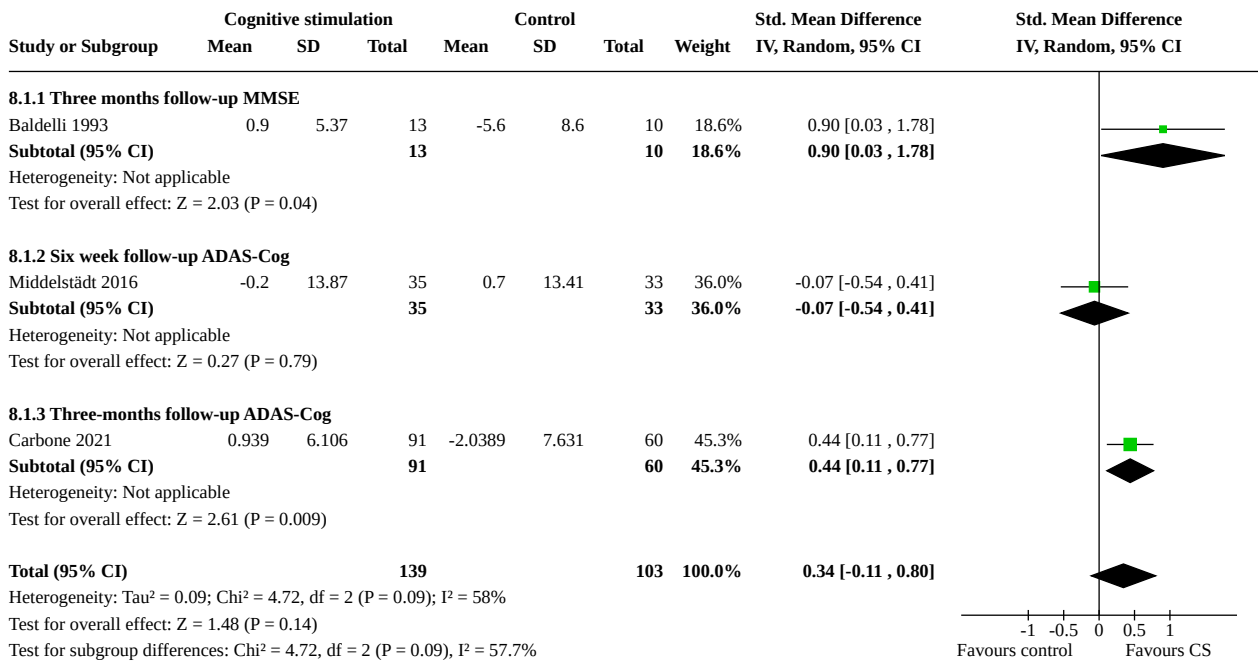 Cognitive stimulation Control Std. Mean Difference Std. Mean Difference
Study or Subgroup Mean SD Total Mean SD Total Weight IV, Random, 95% CI IV, Random, 95% CI
8.1.1 Three months follow-up MMSE
Baldelli 1993 0.9 5.37 13 -5.6 8.6 10 18.6% 0.90 [0.03 , 1.78]
Subtotal (95% CI) 13 10 18.6% 0.90 [0.03 , 1.78]
Heterogeneity: Not applicable
Test for overall effect: Z = 2.03 (P = 0.04)
8.1.2 Six week follow-up ADAS-Cog
Middelstädt 2016 -0.2 13.87 35 0.7 13.41 33 36.0% -0.07 [-0.54 , 0.41]
Subtotal (95% CI) 35 33 36.0% -0.07 [-0.54 , 0.41]
Heterogeneity: Not applicable
Test for overall effect: Z = 0.27 (P = 0.79)
8.1.3 Three-months follow-up ADAS-Cog
Carbone 2021 0.939 6.106 91 -2.0389 7.631 60 45.3% 0.44 [0.11 , 0.77]
Subtotal (95% CI) 91 60 45.3% 0.44 [0.11 , 0.77]
Heterogeneity: Not applicable
Test for overall effect: Z = 2.61 (P = 0.009)
Total (95% CI) 139 103 100.0% 0.34 [-0.11 , 0.80]
Heterogeneity: Tau² = 0.09; Chi² = 4.72, df = 2 (P = 0.09); I² = 58%
Test for overall effect: Z = 1.48 (P = 0.14)
Test for subgroup differences: Chi² = 4.72, df = 2 (P = 0.09), I² = 57.7%
-1 -0.5 0 0.5 1
Favours control Favours CS